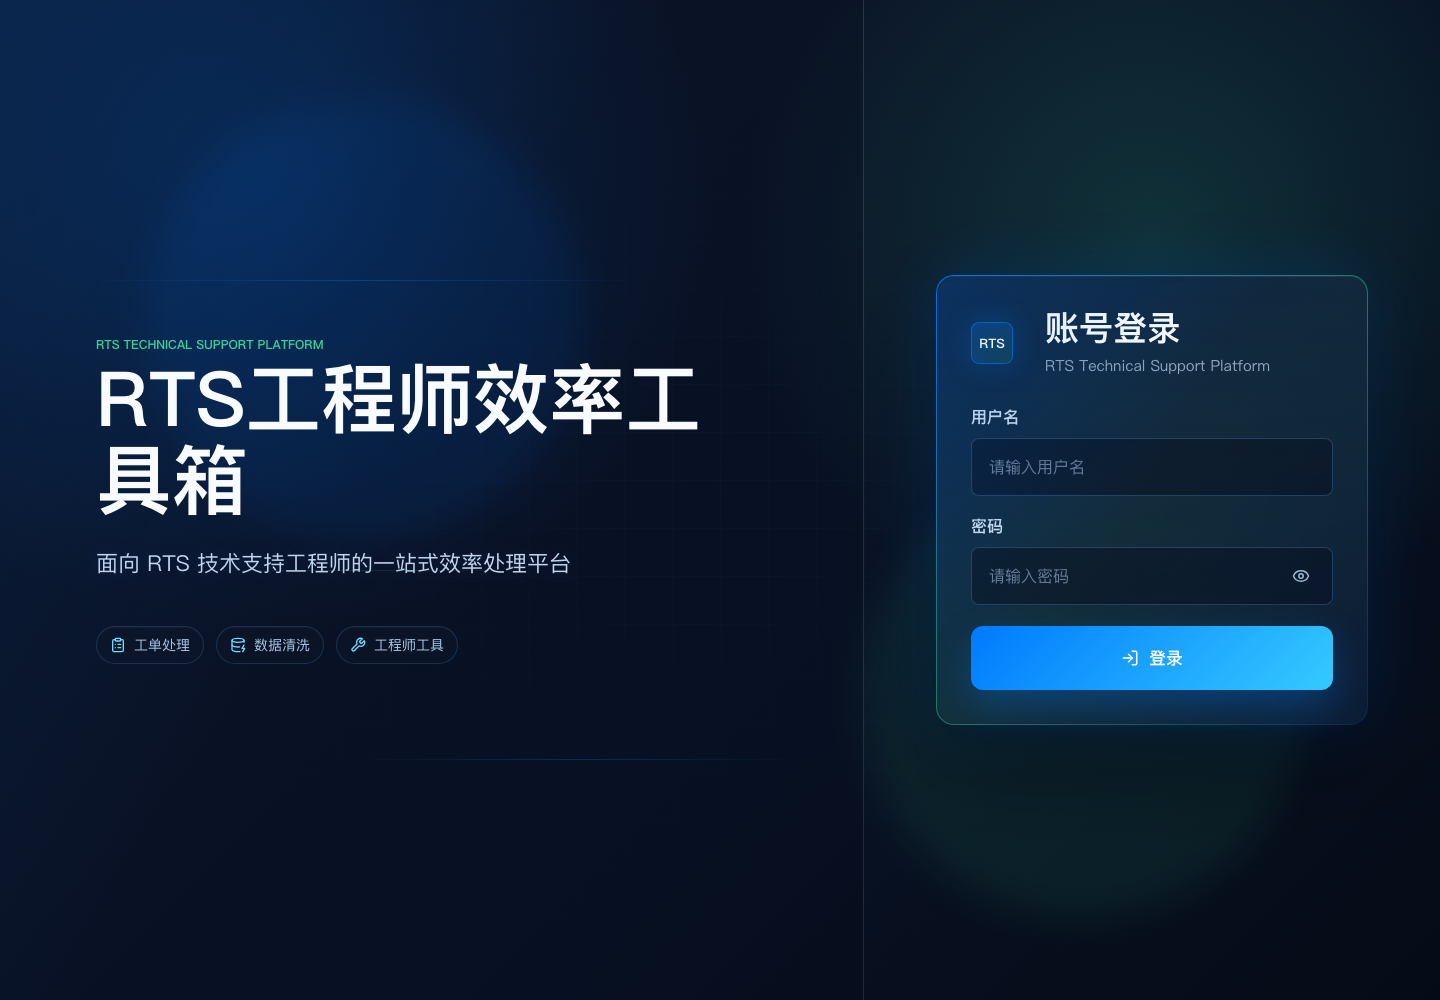 RTS TECHNICAL SUPPORT PLATFORM
RTS工程师效率工
具箱
面向 RTS 技术支持工程师的一站式效率处理平台
工单处理
数据清洗
工程师工具
RTS
账号登录
RTS Technical Support Platform
用户名
请输入用户名
密码
请输入密码
登录